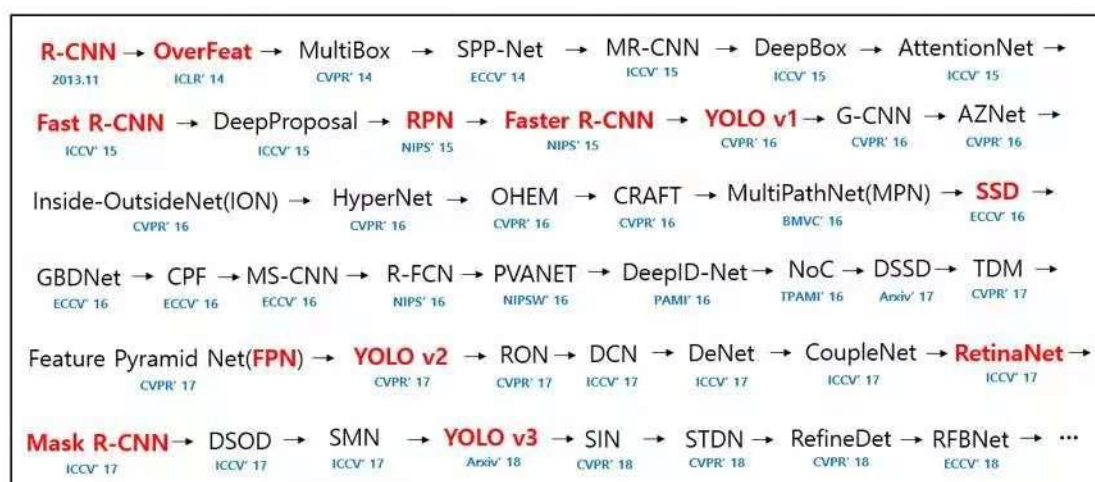 R-CNN → OverFeat → MultiBox → SPP-Net → MR-CNN → DeepBox → AttentionNet →
2013.11 ICLR' 14 CVPR' 14 ECCV' 14 ICCV' 15 ICCV' 15 ICCV' 15
Fast R-CNN → DeepProposal → RPN → Faster R-CNN → YOLO v1 → G-CNN → AZNet →
ICCV' 15 ICCV' 15 NIPS' 15 NIPS' 15 CVPR' 16 CVPR' 16 CVPR' 16
Inside-OutsideNet(ION) → HyperNet → OHEM → CRAFT → MultiPathNet(MPN) → SSD →
CVPR' 16 CVPR' 16 CVPR' 16 CVPR' 16 BMVC' 16 ECCV' 16
GBDNet → CPF → MS-CNN → R-FCN → PVANET → DeepID-Net → NoC → DSSD → TDM →
ECCV' 16 ECCV' 16 ECCV' 16 NIPS' 16 NIPSW' 16 PAMI' 16 TPAMI' 16 Arxiv' 17 CVPR' 17
Feature Pyramid Net(FPN) → YOLO v2 → RON → DCN → DeNet → CoupleNet → RetinaNet →
CVPR' 17 CVPR' 17 CVPR' 17 ICCV' 17 ICCV' 17 ICCV' 17 ICCV' 17
Mask R-CNN → DSOD → SMN → YOLO v3 → SIN → STDN → RefineDet → RFBNet → ···
ICCV' 17 ICCV' 17 ICCV' 17 Arxiv' 18 CVPR' 18 CVPR' 18 CVPR' 18 ECCV' 18